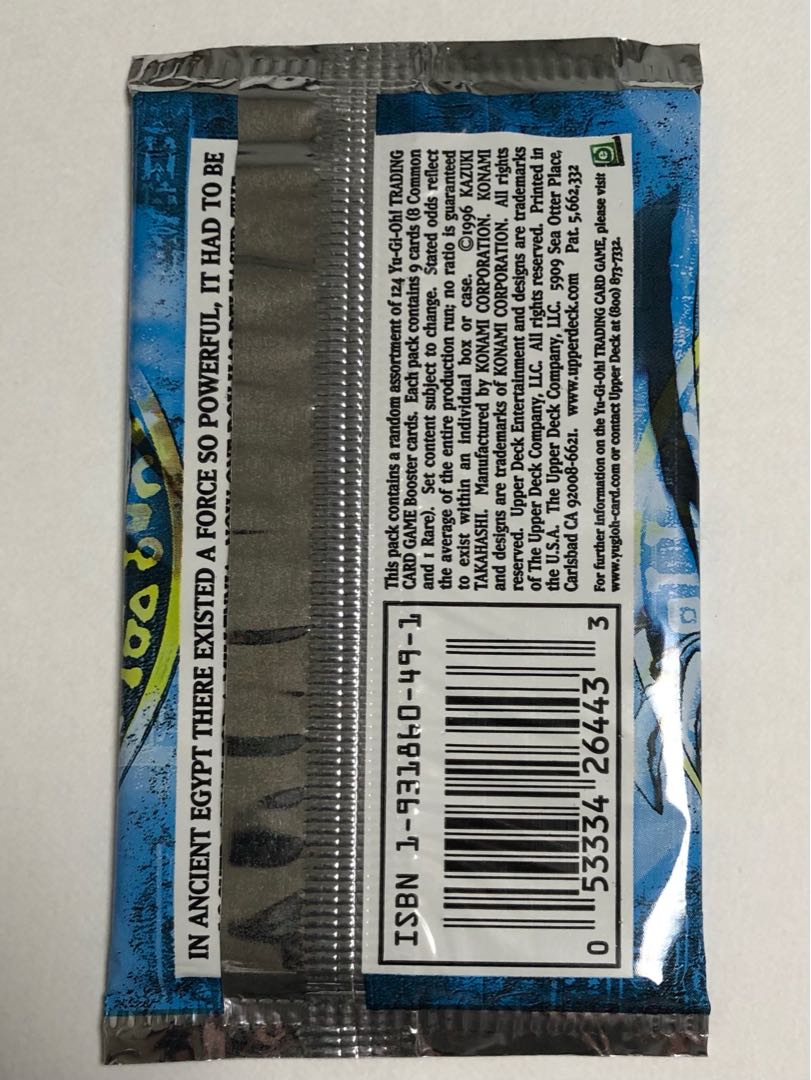 IN ANCIENT EGYPT THERE EXISTED A FORCE SO POWERFUL, IT HAD TO BE
This pack contains a random assortment of 124 Yu-Gi-Oh! TRADING
CARD GAME Booster cards. Each pack contains 9 cards (8 Common
and 1 Rare). Set content subject to change. Stated odds reflect
the average of the entire production run; no ratio is guaranteed
to exist within an individual box or case. ©1996 KAZUKI
TAKAHASHI. Manufactured by KONAMI CORPORATION. KONAMI
and designs are trademarks of KONAMI CORPORATION. All rights
reserved. Upper Deck Entertainment and designs are trademarks
of The Upper Deck Company, LLC. All rights reserved. Printed in
the U.S.A. The Upper Deck Company, LLC. 5909 Sea Otter Place,
Carlsbad CA 92008-6621. www.upperdeck.com Pat. 5,662,332
For further information on the Yu-Gi-Oh! TRADING CARD GAME, please visit
www.yugioh-card.com or contact Upper Deck at (800) 873-7332.
e
ISBN 1-931860-49-1
0 53334 26443 3